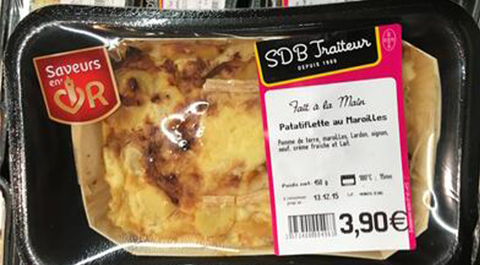 Saveurs
en
OR
SDB Traiteur
DEPUIS 1989
Fait à la Main
Patatiflette au Maroilles
Pomme de terre, maroilles, Lardon, oignon,
oeuf, crème fraiche et Lait.
Poids net: 450 g
180°C : 15mn
13.12.15
3,90€